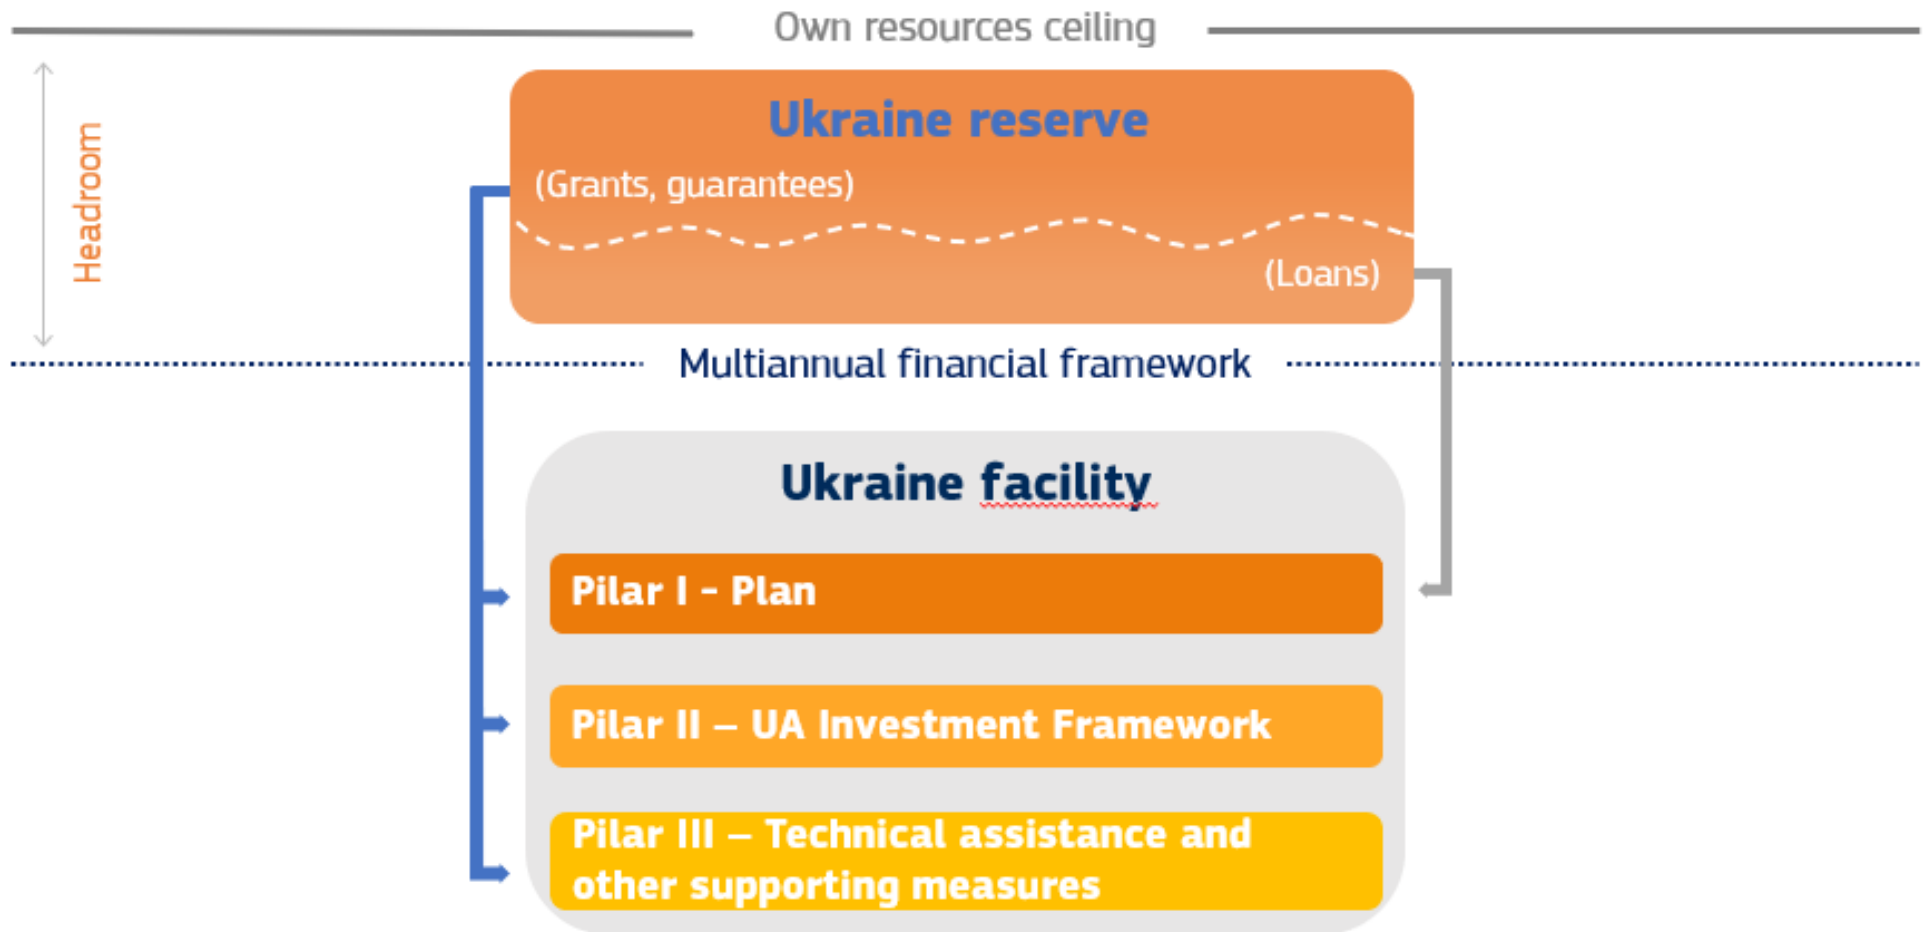 Own resources ceiling
Headroom
Ukraine reserve
(Grants, guarantees)
(Loans)
Multiannual financial framework
Ukraine facility
Pilar I - Plan
Pilar II – UA Investment Framework
Pilar III – Technical assistance and
other supporting measures